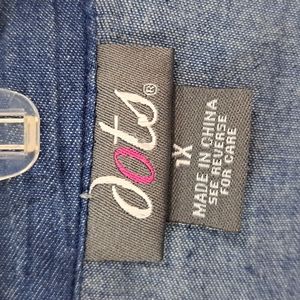 dots®
1X
MADE IN CHINA
SEE REVERSE
FOR CARE